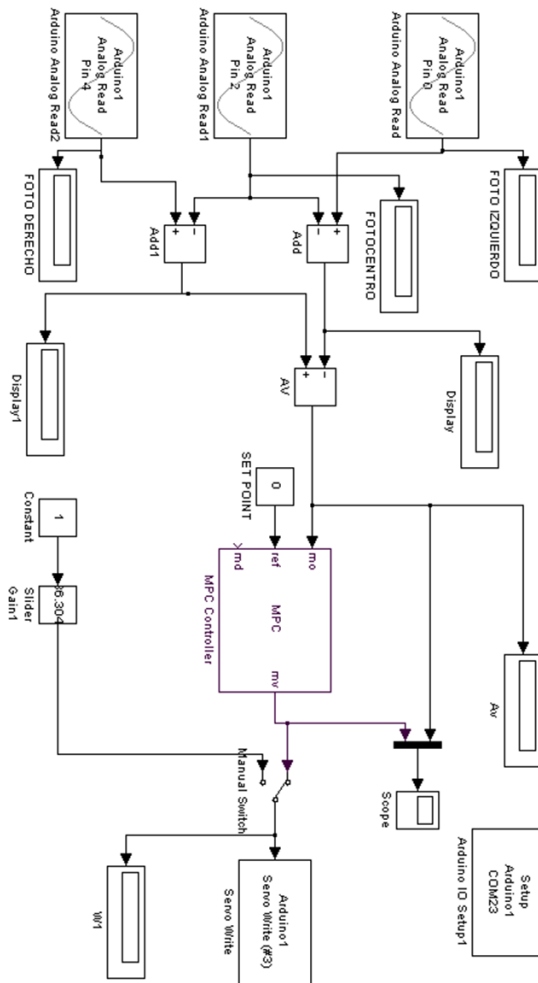 Arduino1
Analog Read
Pin 0
Arduino Analog Read
FOTO IZQUIERDO
Display
Av
Setup
Arduino1
COM23
Arduino IO Setup1
Arduino1
Analog Read
Pin 2
Arduino Analog Read1
FOTOCENTRO
+
-
Add
-
+
AV
Scope
0
SET POINT
mo
ref
md
MPC
mv
MPC Controller
Arduino1
Servo Write (#3)
Servo Write
Manual Switch
Arduino1
Analog Read
Pin 4
Arduino Analog Read2
-
+
Add1
FOTO DERECHO
Display1
1
Constant
Slider
Gain1
W1